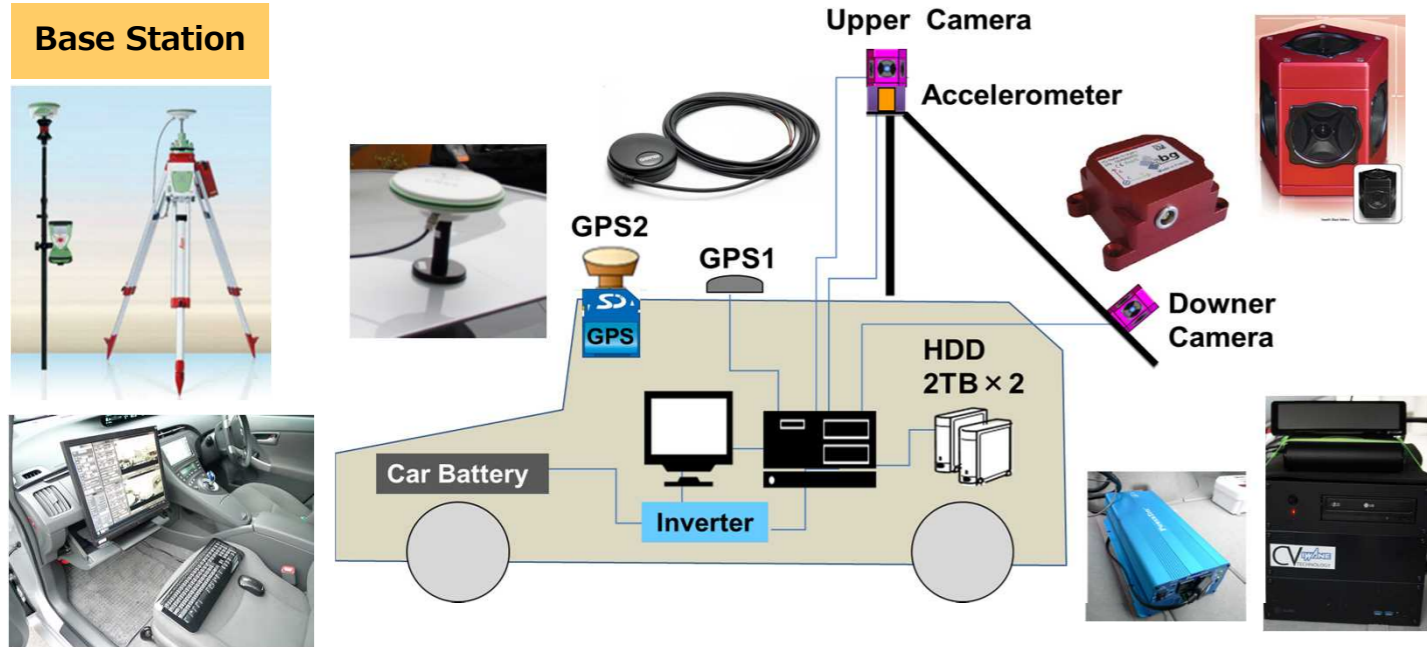 Base Station
Upper Camera
Accelerometer
GPS2
GPS1
SD
GPS
Downer
Camera
HDD
2TB×2
Car Battery
Inverter
bg
CV
TECHNOLOGY